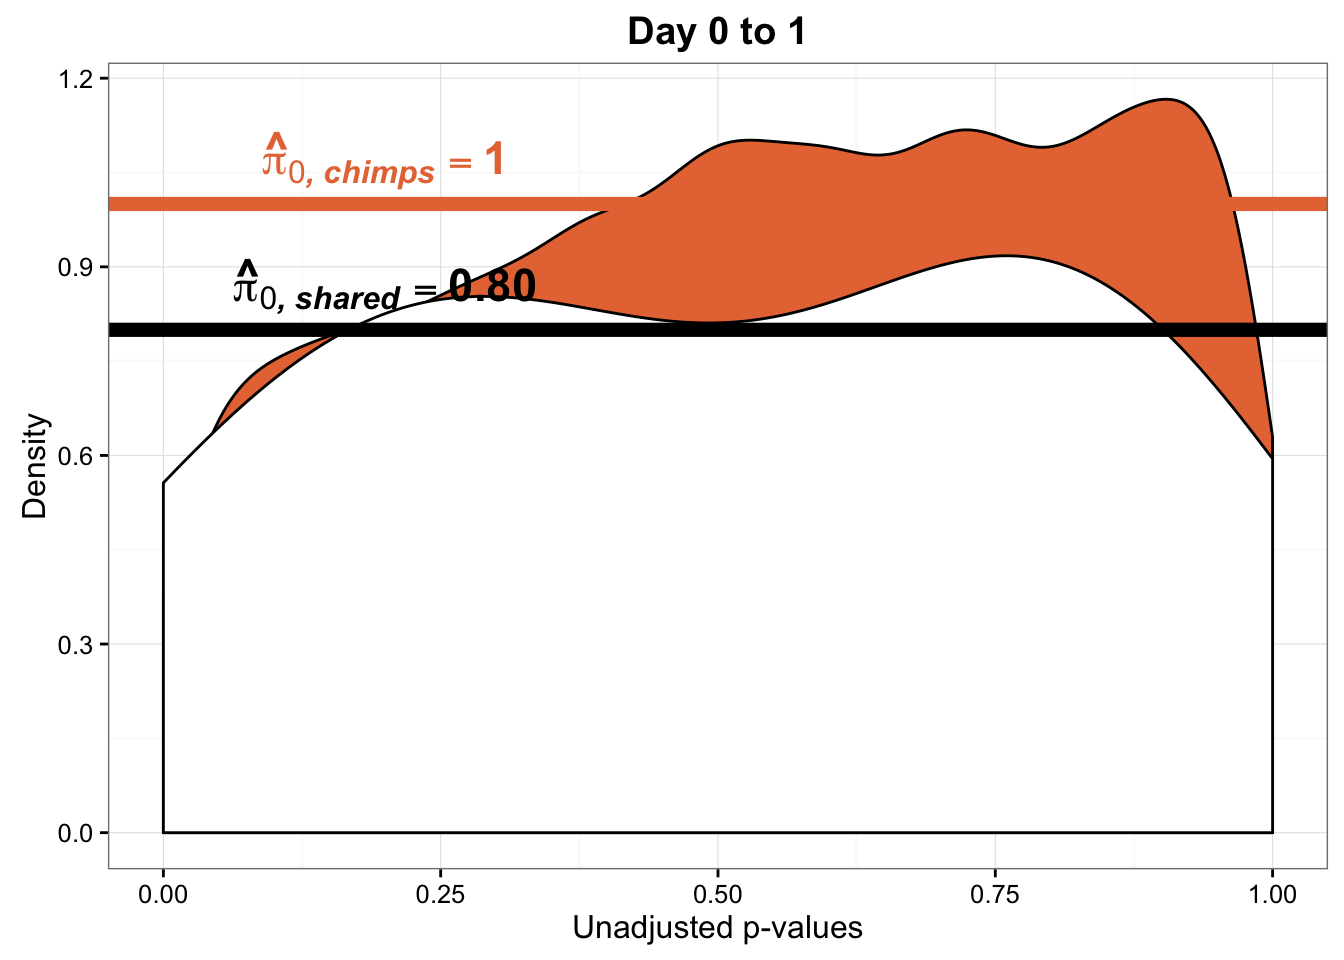 Day 0 to 1
1.2
0.9
0.6
0.3
0.0
Density
π̂0, chimps = 1
π̂0, shared = 0.80
0.00 0.25 0.50 0.75 1.00
Unadjusted p-values